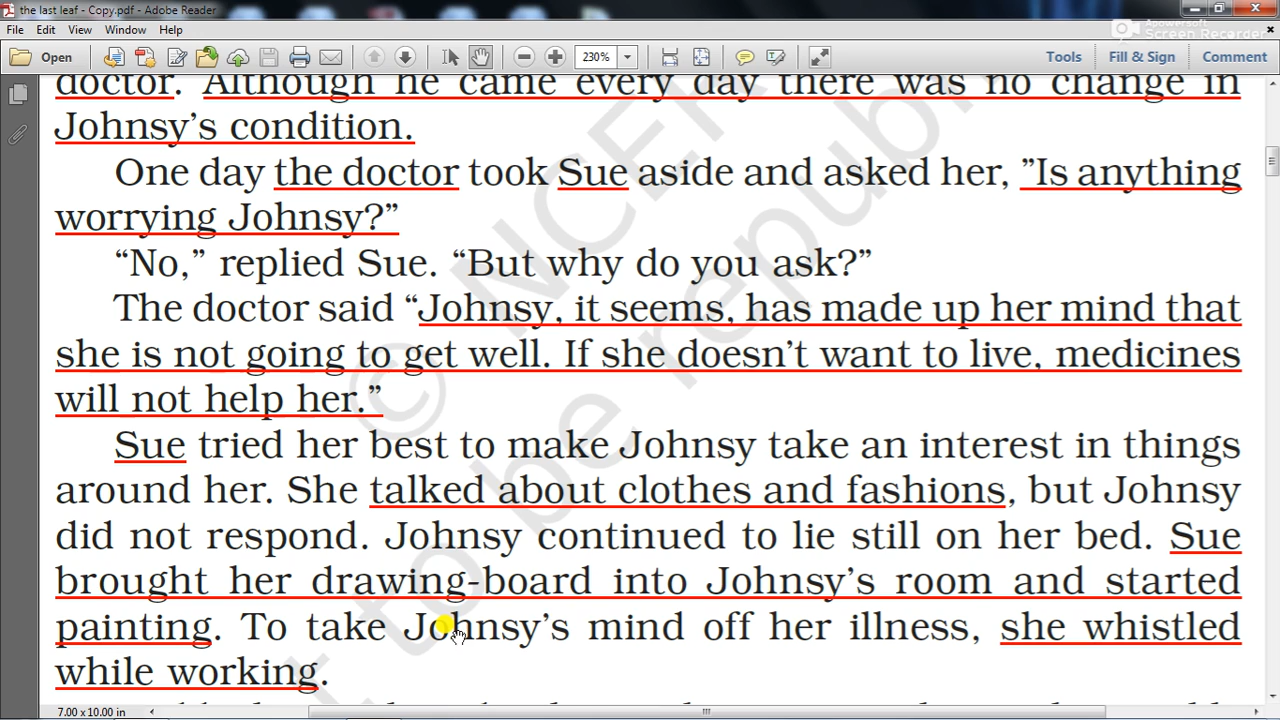 the last leaf - Copy.pdf - Adobe Reader
File Edit View Window Help
Apowersoft
Screen Recorder
Open 230% Tools Fill & Sign Comment
doctor. Although he came every day there was no change in
Johnsy's condition.
One day the doctor took Sue aside and asked her, ”Is anything
worrying Johnsy?”
“No,” replied Sue. “But why do you ask?”
The doctor said “Johnsy, it seems, has made up her mind that
she is not going to get well. If she doesn't want to live, medicines
will not help her.”
Sue tried her best to make Johnsy take an interest in things
around her. She talked about clothes and fashions, but Johnsy
did not respond. Johnsy continued to lie still on her bed. Sue
brought her drawing-board into Johnsy's room and started
painting. To take Johnsy's mind off her illness, she whistled
while working.
7.00 x 10.00 in